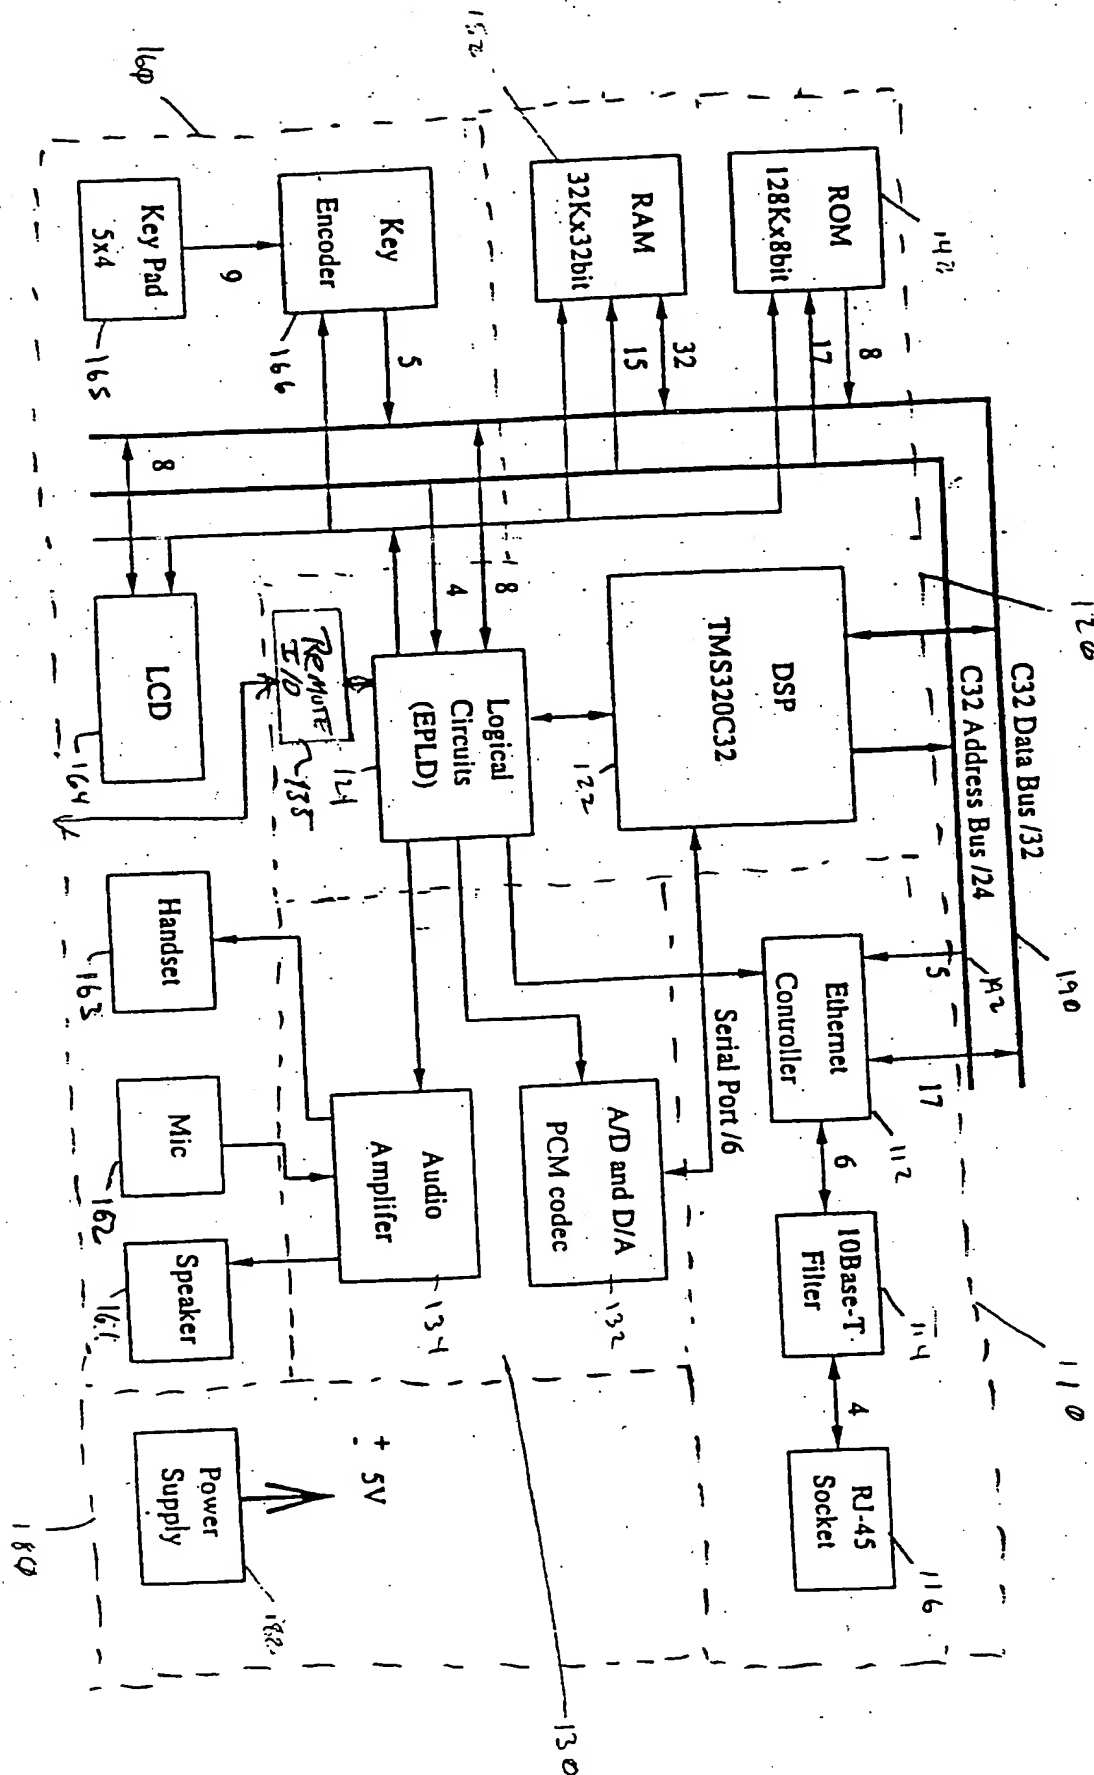 C32 Data Bus /32
C32 Address Bus /24
190
192
120
110
ROM
128Kx8bit
8
17
RAM
32Kx32bit
32
15
DSP
TMS320C32
122
5
17
Ethernet
Controller
112
6
10Base-T
Filter
114
4
RJ-45
Socket
116
Serial Port /6
Key
Encoder
166
5
9
Key Pad
5x4
165
160
8
4
8
Logical
Circuits
(EPLD)
124
REMOTE
I/O
135
LCD
164
A/D and D/A
PCM codec
132
Audio
Amplifer
134
130
Handset
163
Mic
162
Speaker
161
+ 5V
Power
Supply
182
180